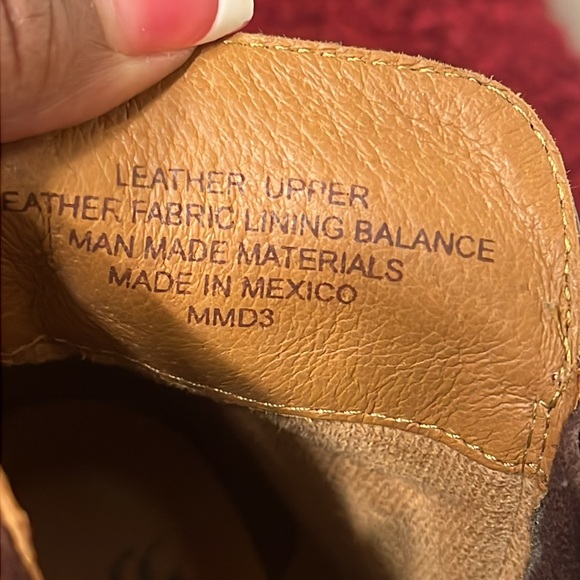 LEATHER UPPER
EATHER FABRIC LINING BALANCE
MAN MADE MATERIALS
MADE IN MEXICO
MMD3